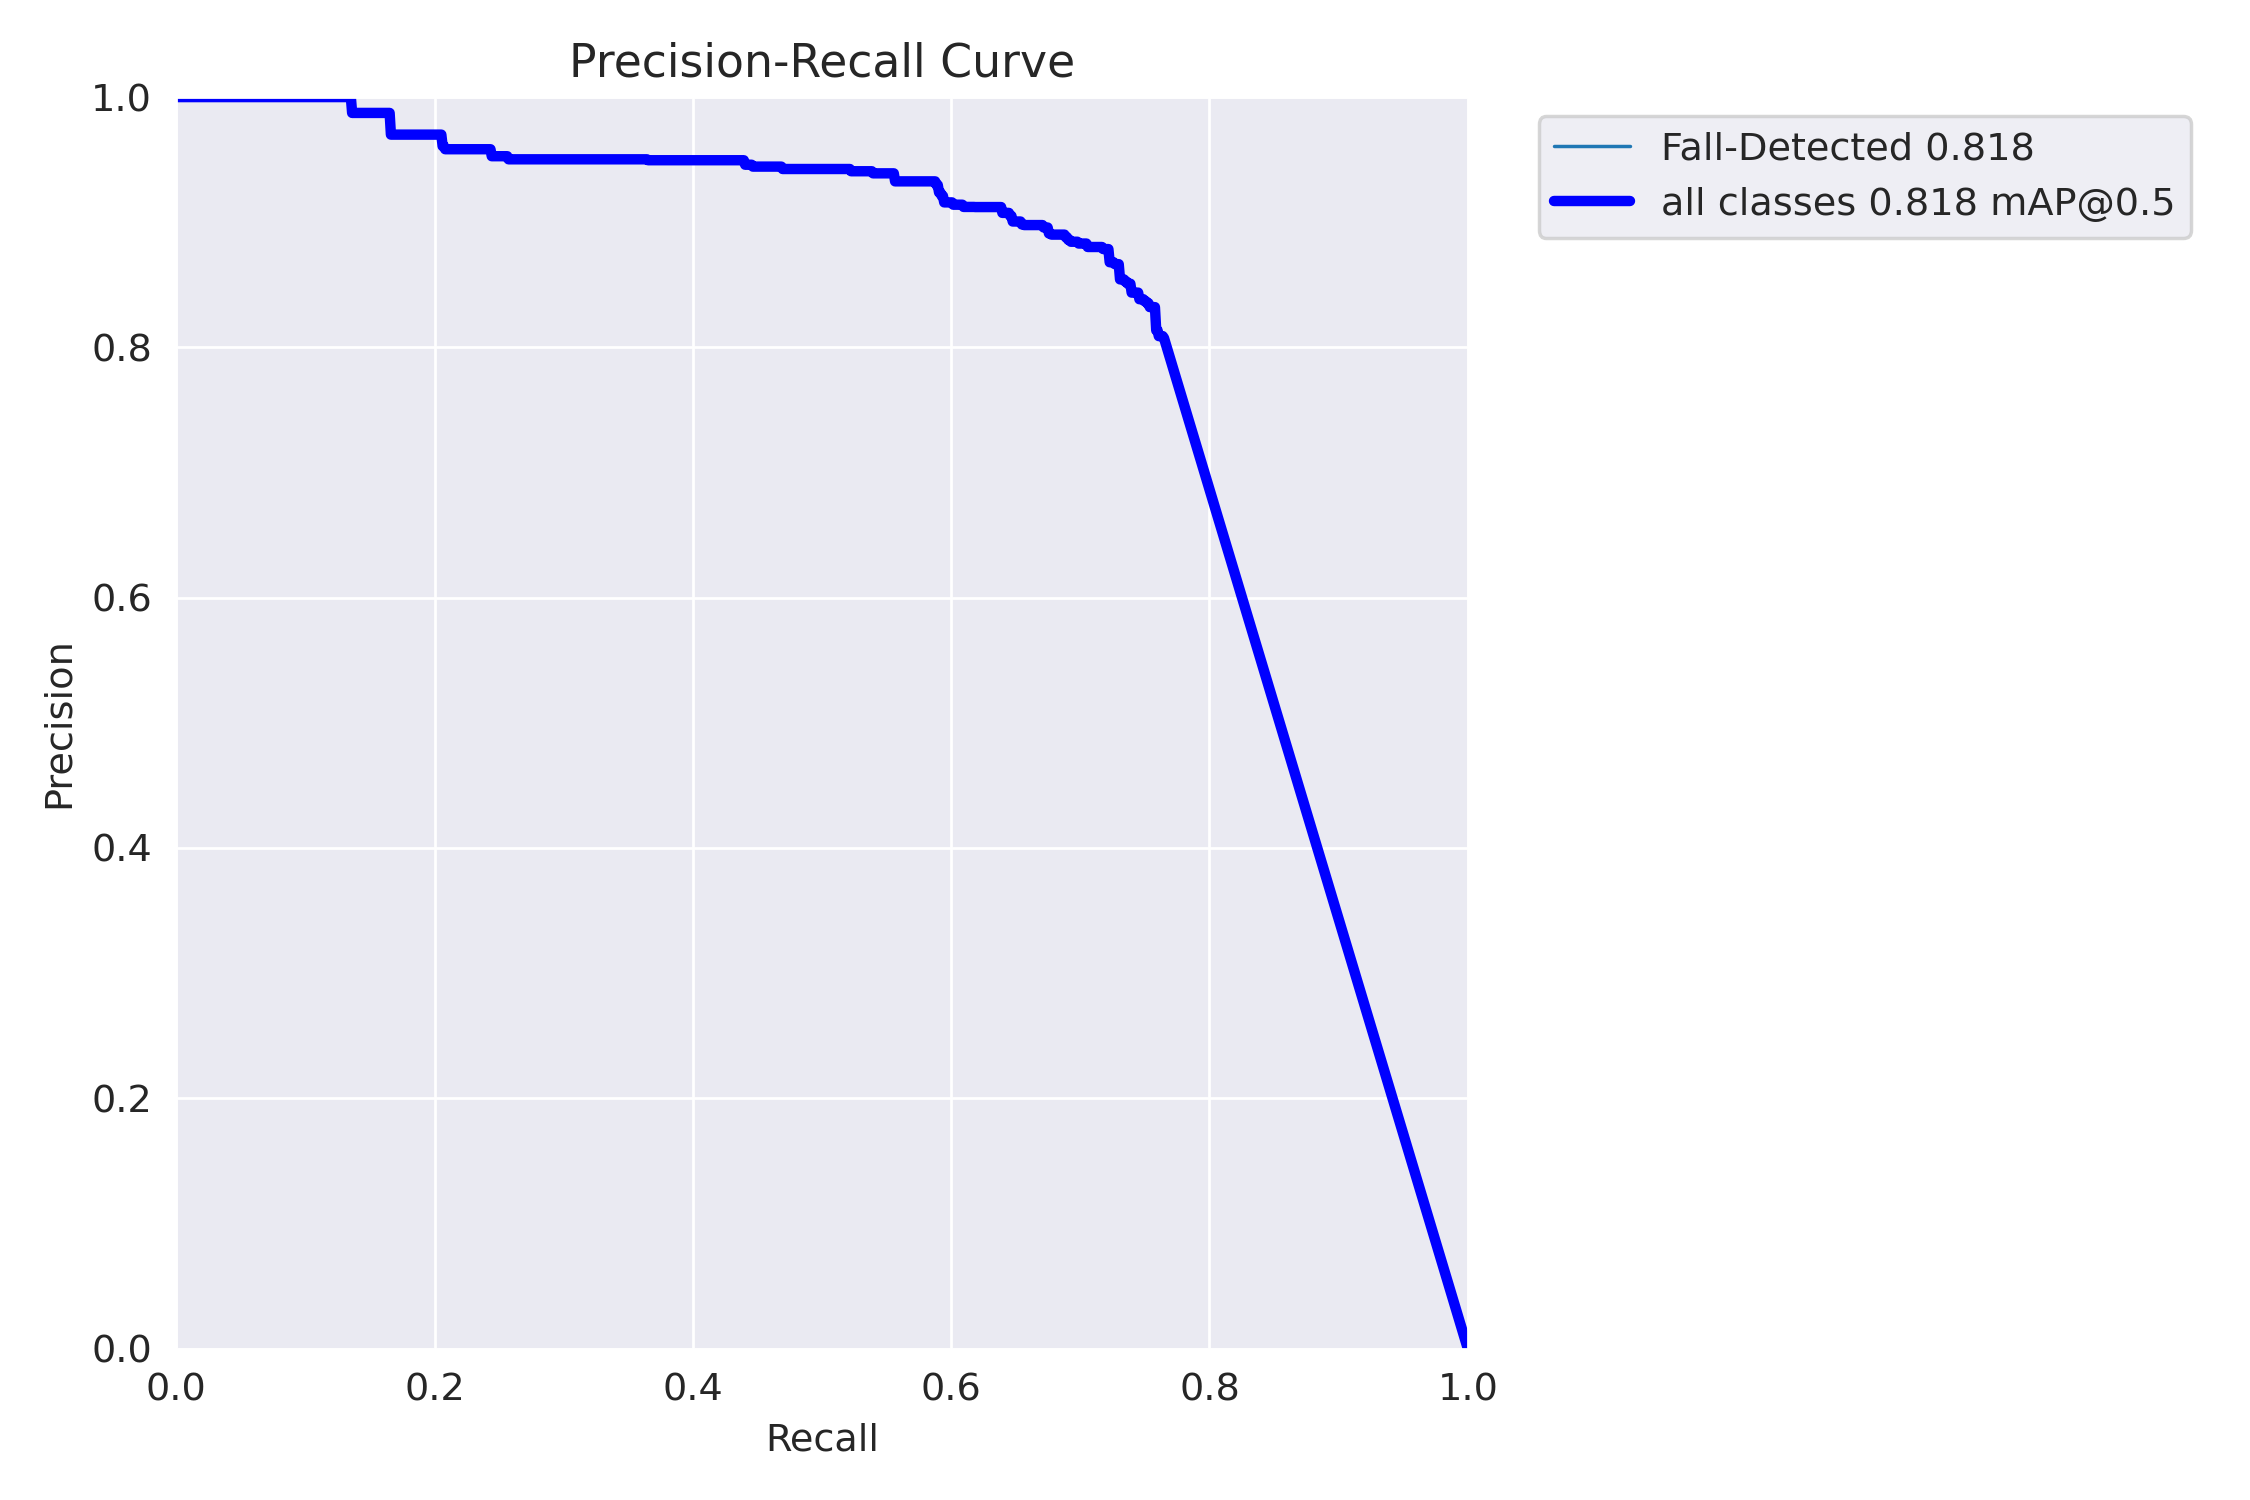 Precision-Recall Curve
1.0
0.8
0.6
0.4
0.2
0.0
Precision
0.0 0.2 0.4 0.6 0.8 1.0
Recall
Fall-Detected 0.818
all classes 0.818 mAP@0.5